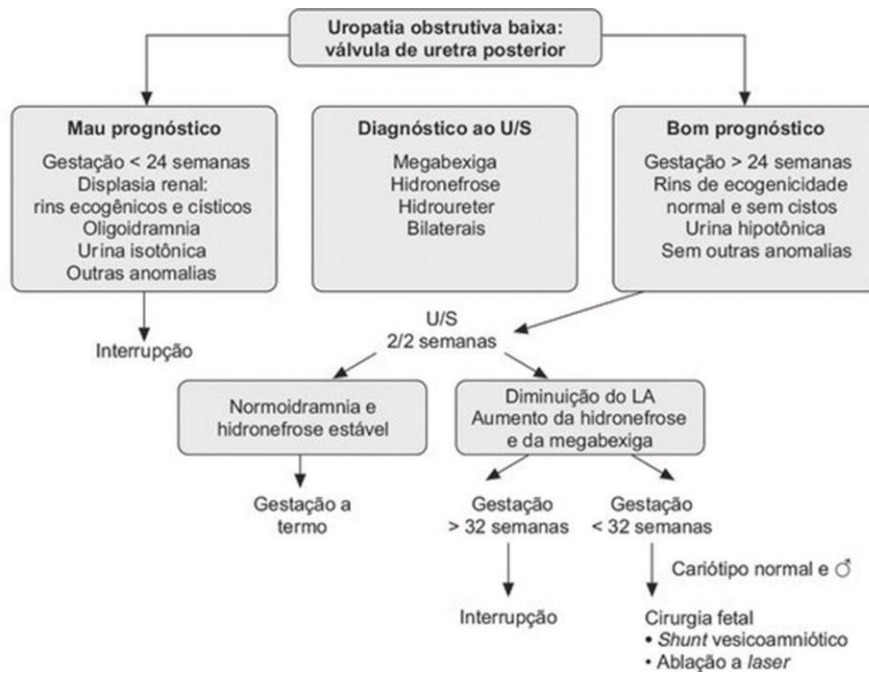 Uropatia obstrutiva baixa:
válvula de uretra posterior
Mau prognóstico
Gestação < 24 semanas
Displasia renal:
rins ecogênicos e císticos
Oligoidramnia
Urina isotônica
Outras anomalias
Interrupção
Diagnóstico ao U/S
Megabexiga
Hidronefrose
Hidroureter
Bilaterais
Bom prognóstico
Gestação > 24 semanas
Rins de ecogenicidade
normal e sem cistos
Urina hipotônica
Sem outras anomalias
U/S
2/2 semanas
Normoidramnia e
hidronefrose estável
Gestação a
termo
Diminuição do LA
Aumento da hidronefrose
e da megabexiga
Gestação
> 32 semanas
Interrupção
Gestação
< 32 semanas
Cariótipo normal e ♂
Cirurgia fetal
• Shunt vesicoamniótico
• Ablação a laser